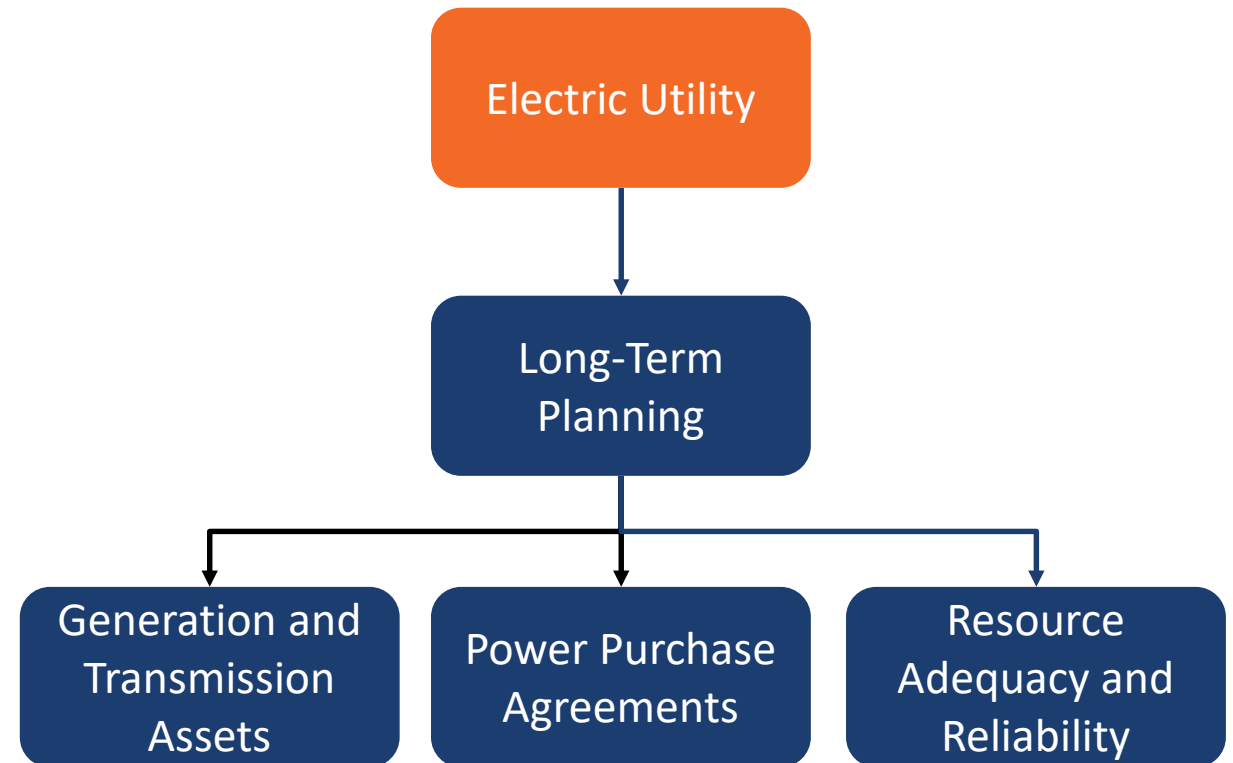 Electric Utility
Long-Term
Planning
Generation and
Transmission
Assets
Power Purchase
Agreements
Resource
Adequacy and
Reliability